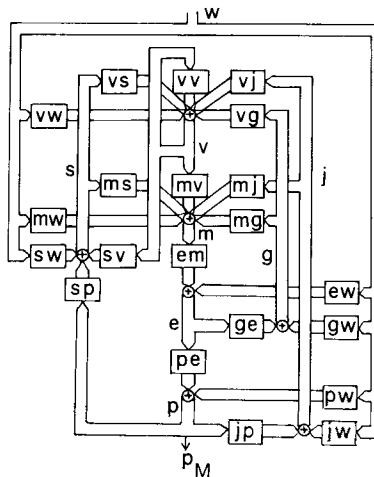 w
vs vv vj
vw vg
s v j
ms mv mj
mw m mg
sw sv em g
sp ew
e ge gw
pe
p pw
jp jw
PM